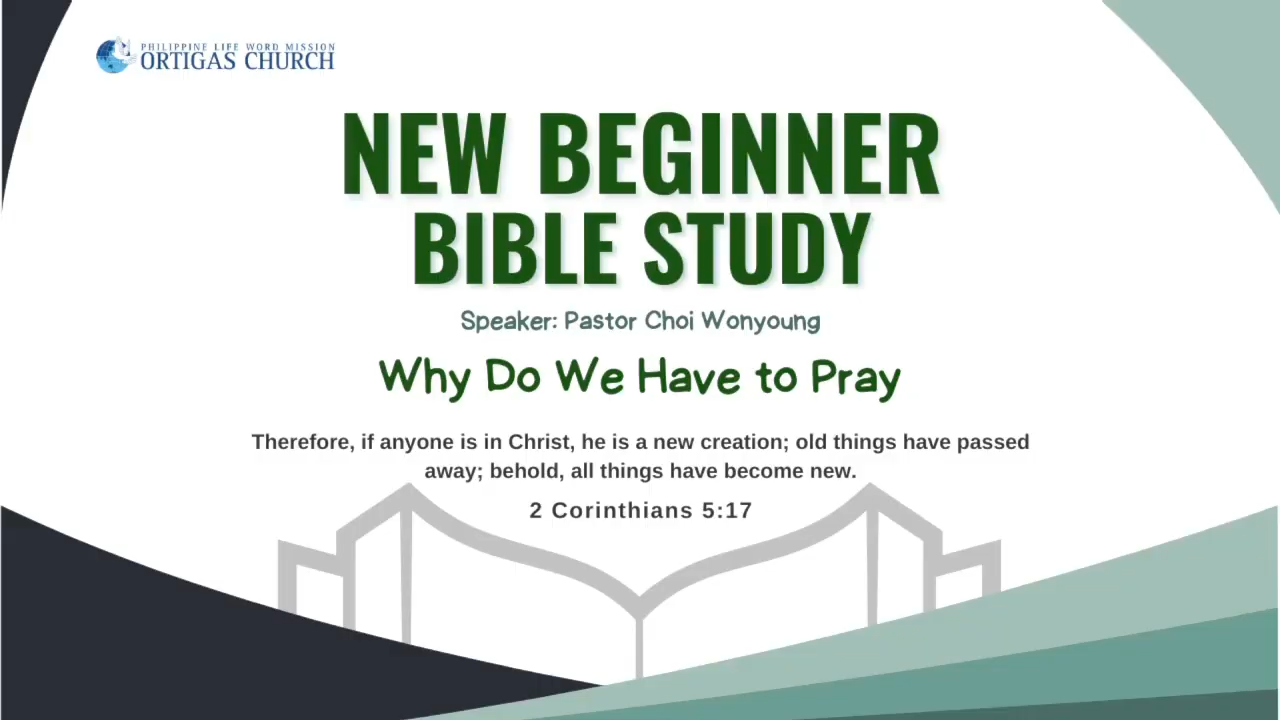 PHILIPPINE LIFE WORD MISSION
ORTIGAS CHURCH
NEW BEGINNER
BIBLE STUDY
Speaker: Pastor Choi Wonyoung
Why Do We Have to Pray
Therefore, if anyone is in Christ, he is a new creation; old things have passed
away; behold, all things have become new.
2 Corinthians 5:17